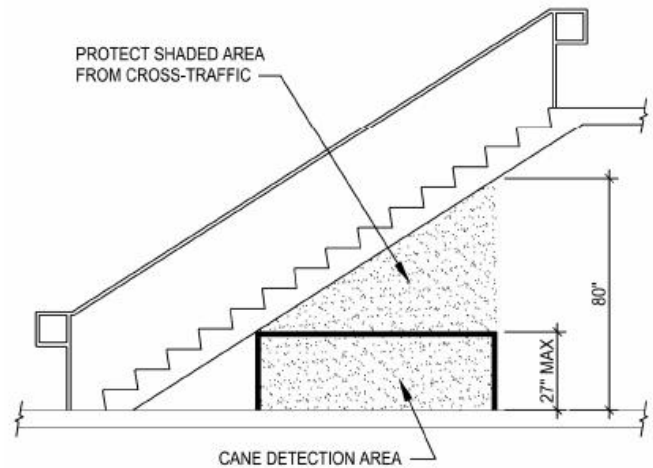 PROTECT SHADED AREA
FROM CROSS-TRAFFIC
80"
27" MAX
CANE DETECTION AREA